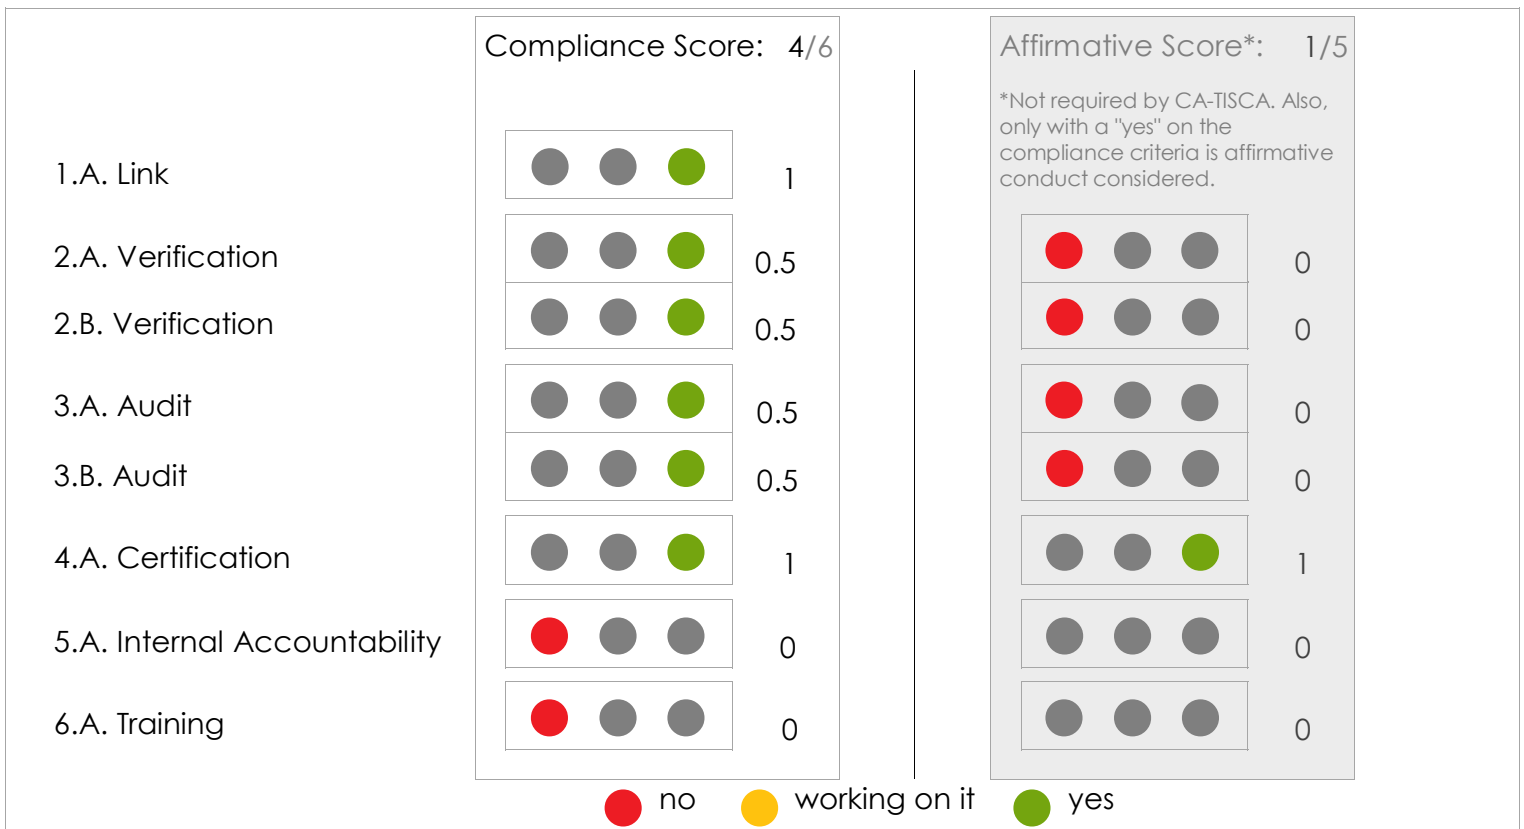 Compliance Score: 4/6
Affirmative Score*: 1/5
*Not required by CA-TISCA. Also,
only with a "yes" on the
compliance criteria is affirmative
conduct considered.
1.A. Link 1
2.A. Verification 0.5 0
2.B. Verification 0.5 0
3.A. Audit 0.5 0
3.B. Audit 0.5 0
4.A. Certification 1 1
5.A. Internal Accountability 0 0
6.A. Training 0 0
no working on it yes